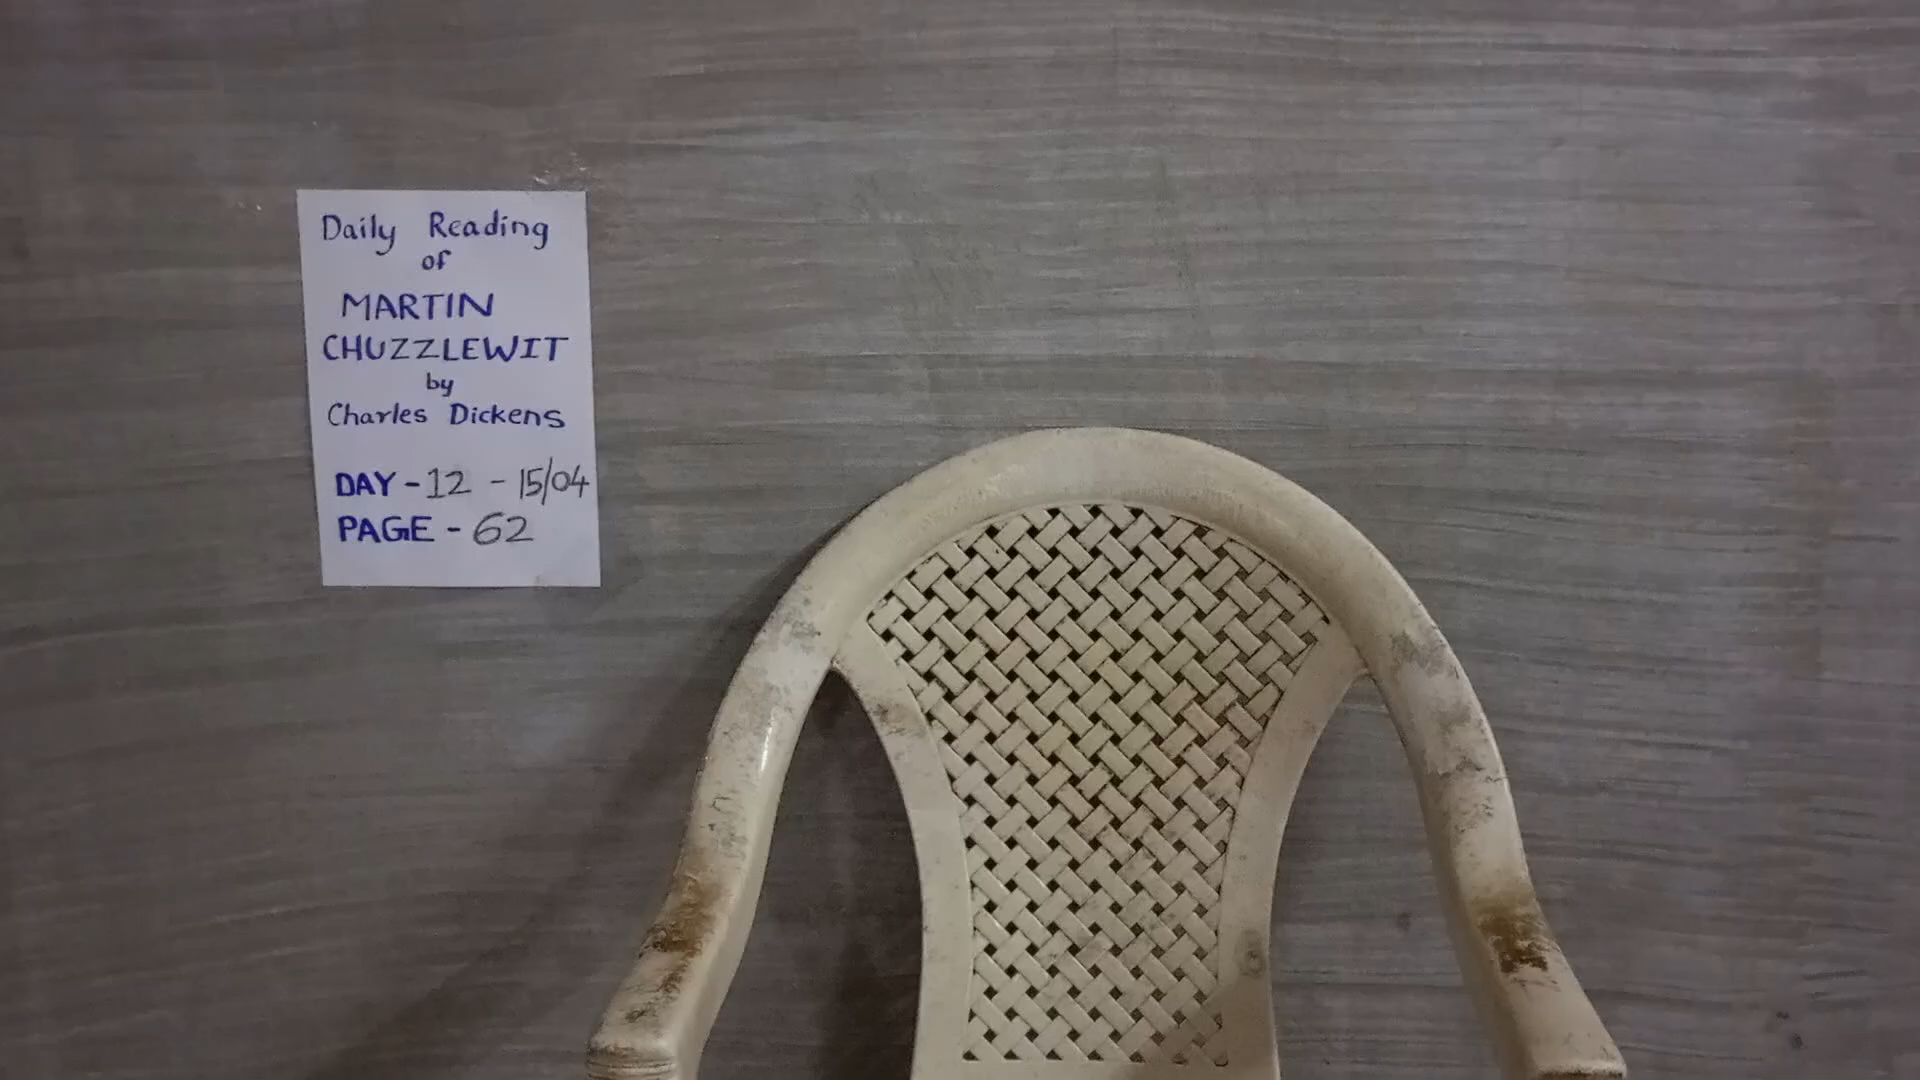 Daily Reading
of
MARTIN
CHUZZLEWIT
by
Charles Dickens
DAY - 12 - 15/04
PAGE - 62